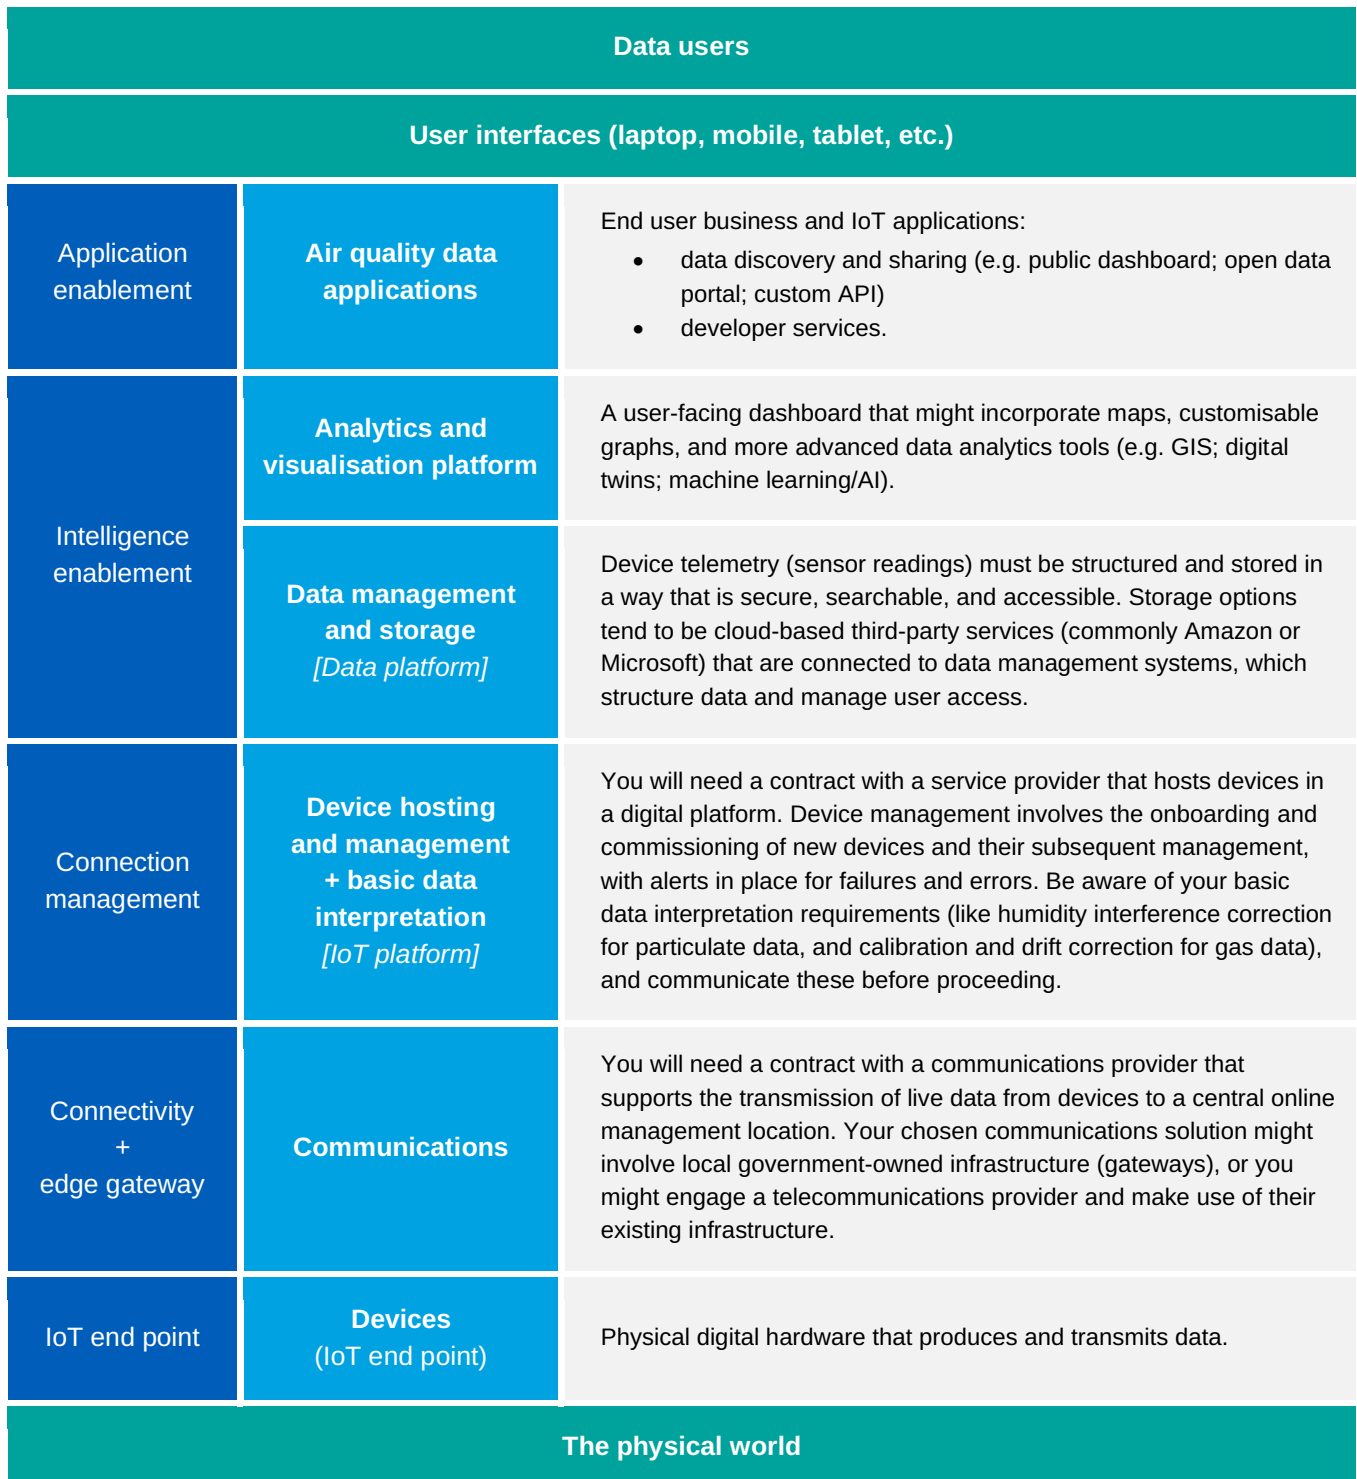 Data users
User interfaces (laptop, mobile, tablet, etc.)
Application
enablement
Air quality data
applications
End user business and IoT applications:
• data discovery and sharing (e.g. public dashboard; open data
portal; custom API)
• developer services.
Intelligence
enablement
Analytics and
visualisation platform
A user-facing dashboard that might incorporate maps, customisable
graphs, and more advanced data analytics tools (e.g. GIS; digital
twins; machine learning/AI).
Data management
and storage
[Data platform]
Device telemetry (sensor readings) must be structured and stored in
a way that is secure, searchable, and accessible. Storage options
tend to be cloud-based third-party services (commonly Amazon or
Microsoft) that are connected to data management systems, which
structure data and manage user access.
Connection
management
Device hosting
and management
+ basic data
interpretation
[IoT platform]
You will need a contract with a service provider that hosts devices in
a digital platform. Device management involves the onboarding and
commissioning of new devices and their subsequent management,
with alerts in place for failures and errors. Be aware of your basic
data interpretation requirements (like humidity interference correction
for particulate data, and calibration and drift correction for gas data),
and communicate these before proceeding.
Connectivity
+
edge gateway
Communications
You will need a contract with a communications provider that
supports the transmission of live data from devices to a central online
management location. Your chosen communications solution might
involve local government-owned infrastructure (gateways), or you
might engage a telecommunications provider and make use of their
existing infrastructure.
IoT end point
Devices
(IoT end point)
Physical digital hardware that produces and transmits data.
The physical world